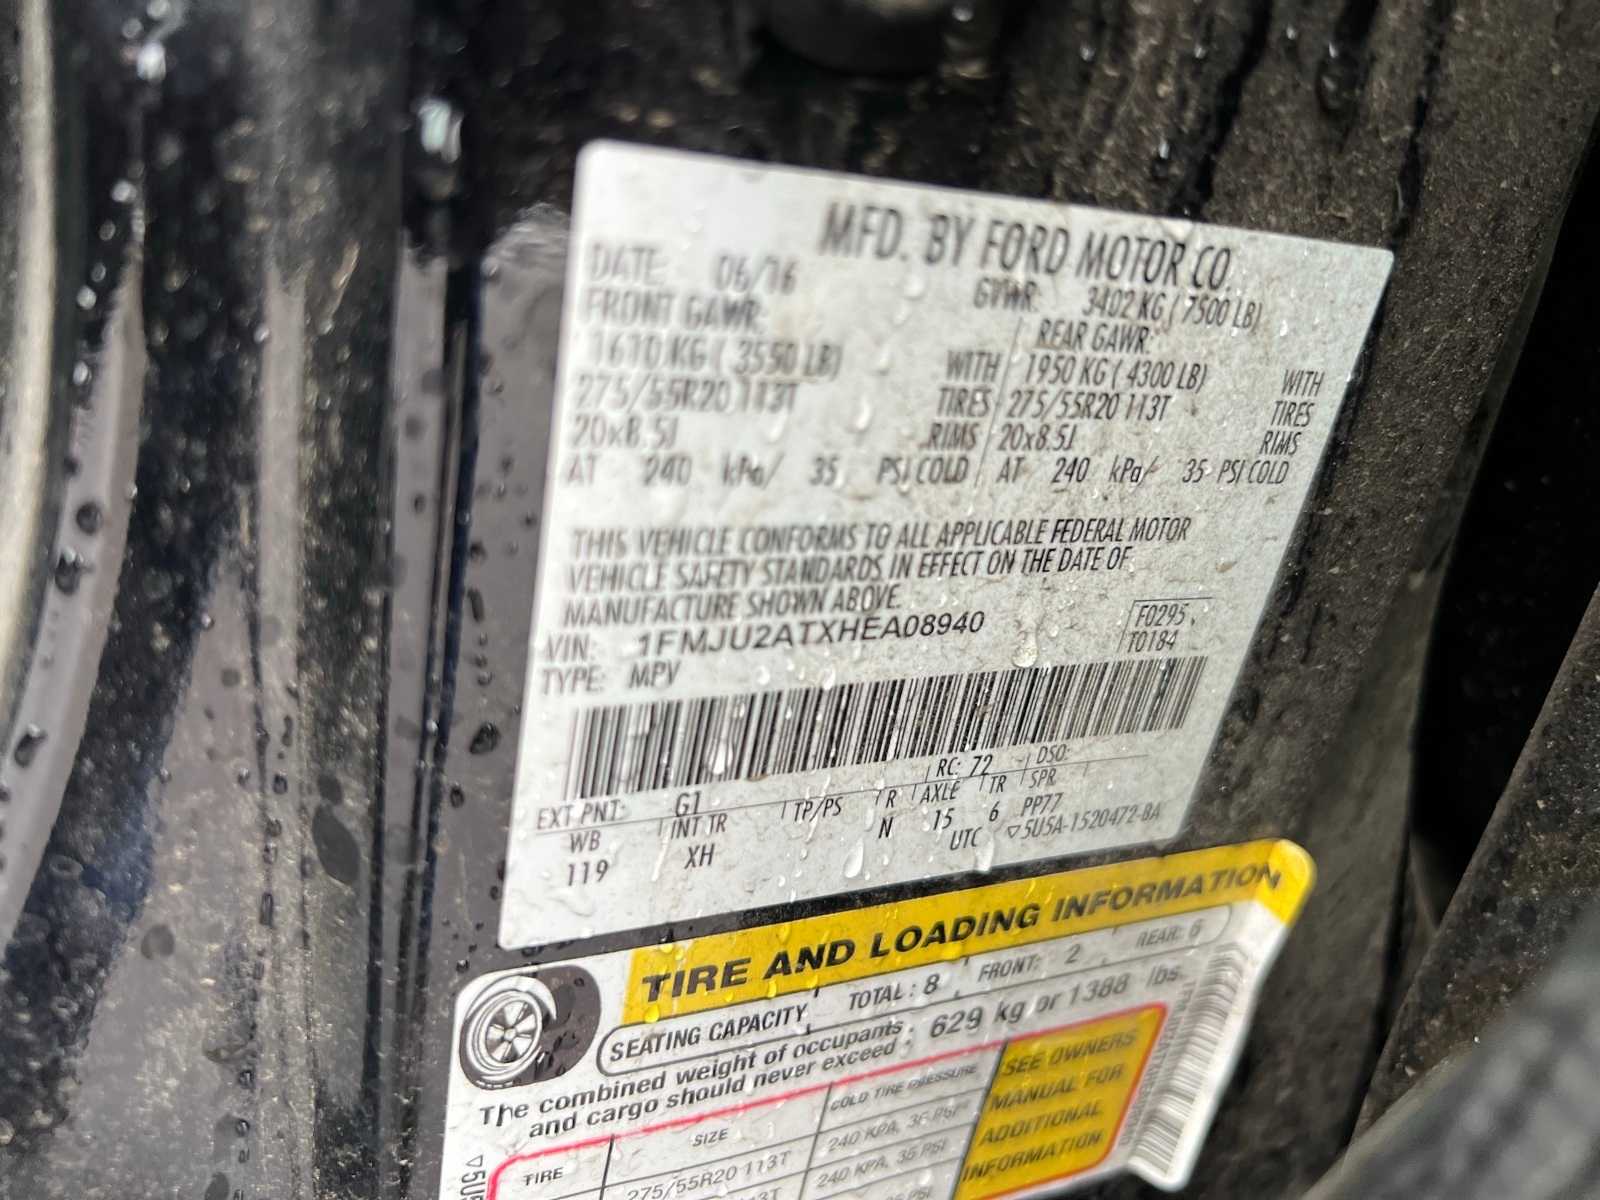 MFD. BY FORD MOTOR CO.
DATE: 06/16 GVWR: 3402 KG ( 7500 LB)
FRONT GAWR: REAR GAWR:
1610 KG ( 3550 LB) WITH 1950 KG ( 4300 LB) WITH
275/55R20 113T TIRES 275/55R20 113T TIRES
20x8.5J RIMS 20x8.5J RIMS
AT 240 kPa/ 35 PSI COLD AT 240 kPa/ 35 PSI COLD
THIS VEHICLE CONFORMS TO ALL APPLICABLE FEDERAL MOTOR
VEHICLE SAFETY STANDARDS IN EFFECT ON THE DATE OF
MANUFACTURE SHOWN ABOVE.
VIN: 1FMJU2ATXHEA08940 F0295
TYPE: MPV T0184
EXT PNT: G1 RC: 72 DSO:
WB INT TR TP/PS R AXLE TR SPR
119 XH N 15 6 PP77
UTC ▽5U5A-1520472-BA
TIRE AND LOADING INFORMATION
SEATING CAPACITY TOTAL: 8 FRONT: 2 REAR: 6
The combined weight of occupants
and cargo should never exceed : 629 kg or 1388 lbs.
TIRE SIZE COLD TIRE PRESSURE
275/55R20 113T 240 KPA, 35 PSI
240 KPA, 35 PSI
SEE OWNERS
MANUAL FOR
ADDITIONAL
INFORMATION